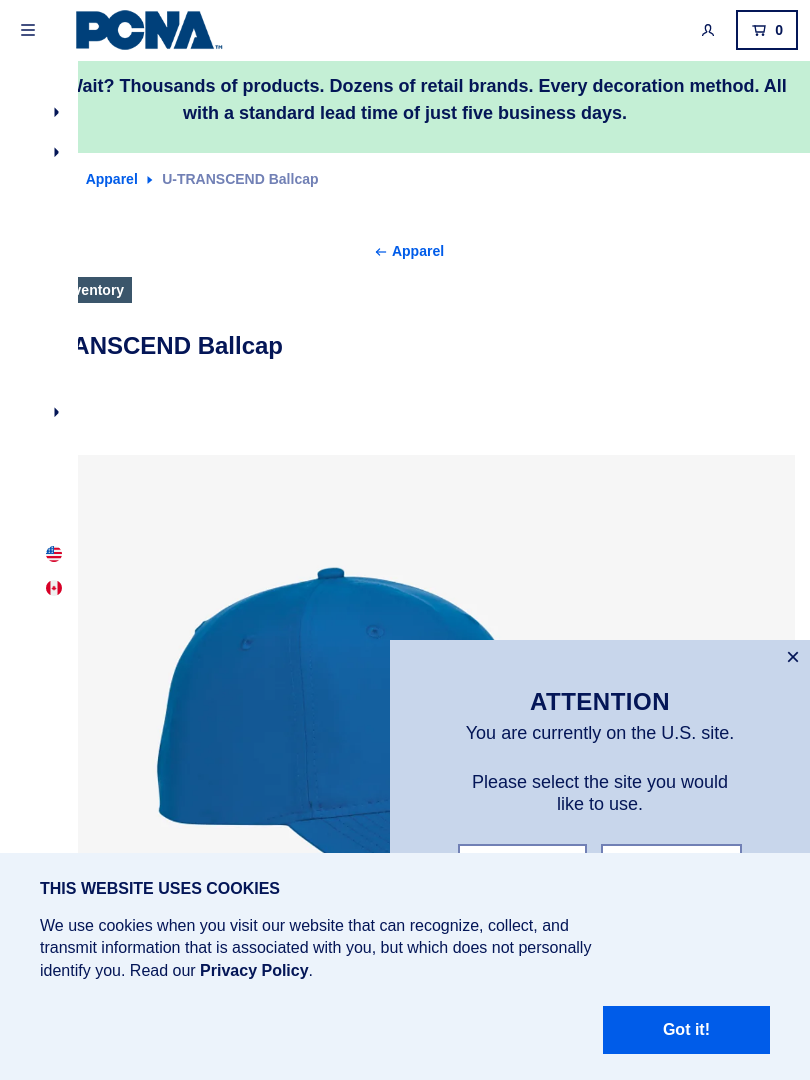 PCNA™
0
Wait? Thousands of products. Dozens of retail brands. Every decoration method. All
with a standard lead time of just five business days.
Apparel U-TRANSCEND Ballcap
← Apparel
ventory
ANSCEND Ballcap
ATTENTION
You are currently on the U.S. site.
Please select the site you would
like to use.
THIS WEBSITE USES COOKIES
We use cookies when you visit our website that can recognize, collect, and
transmit information that is associated with you, but which does not personally
identify you. Read our Privacy Policy.
Got it!